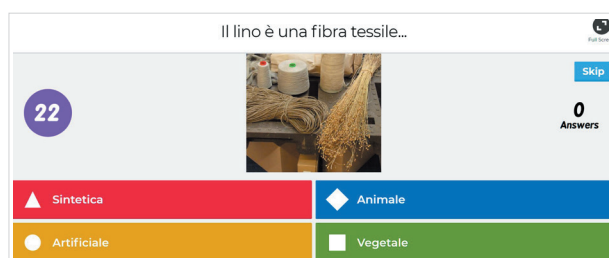 Il lino è una fibra tessile...
Full Scre
Skip
22
0
Answers
Sintetica
Animale
Artificiale
Vegetale